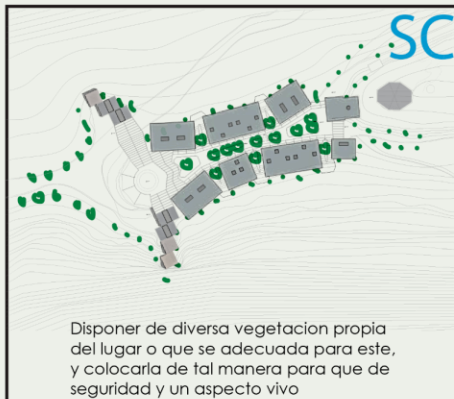 SC
Disponer de diversa vegetacion propia
del lugar o que se adecuada para este,
y colocarla de tal manera para que de
seguridad y un aspecto vivo